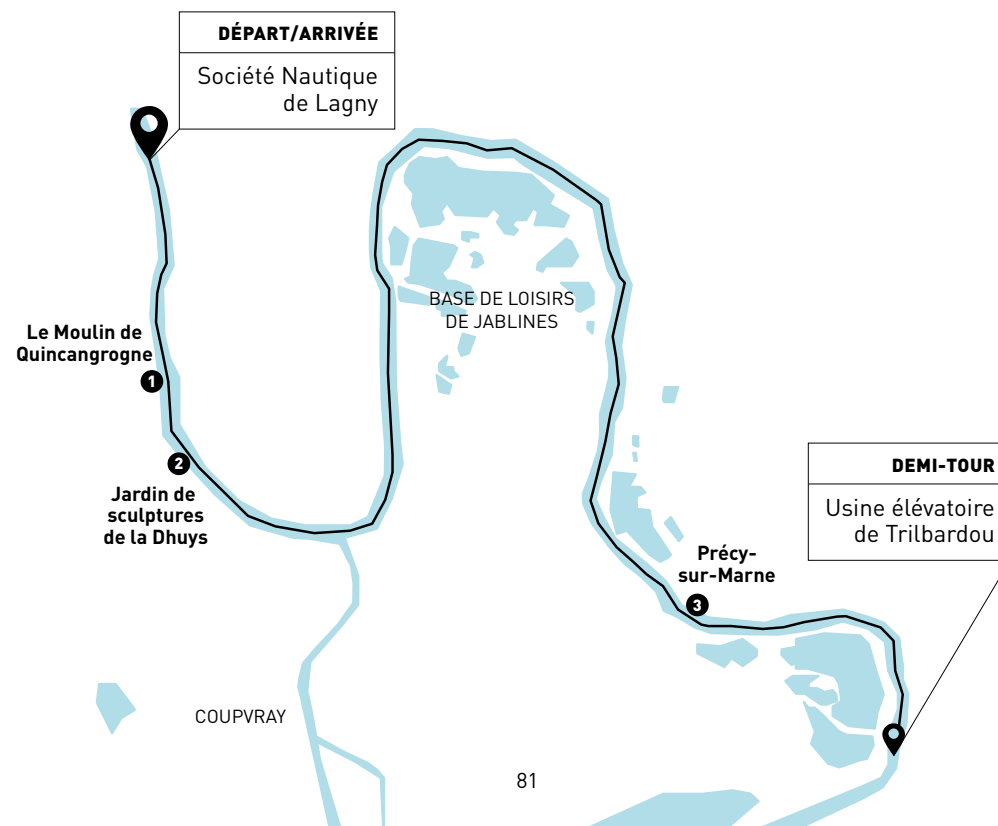 DÉPART/ARRIVÉE
Société Nautique
de Lagny
BASE DE LOISIRS
DE JABLINES
Le Moulin de
Quincangrogne
1
2
Jardin de
sculptures
de la Dhuys
DEMI-TOUR
Usine élévatoire
de Trilbardou
Précy-
sur-Marne
3
COUPVRAY
81